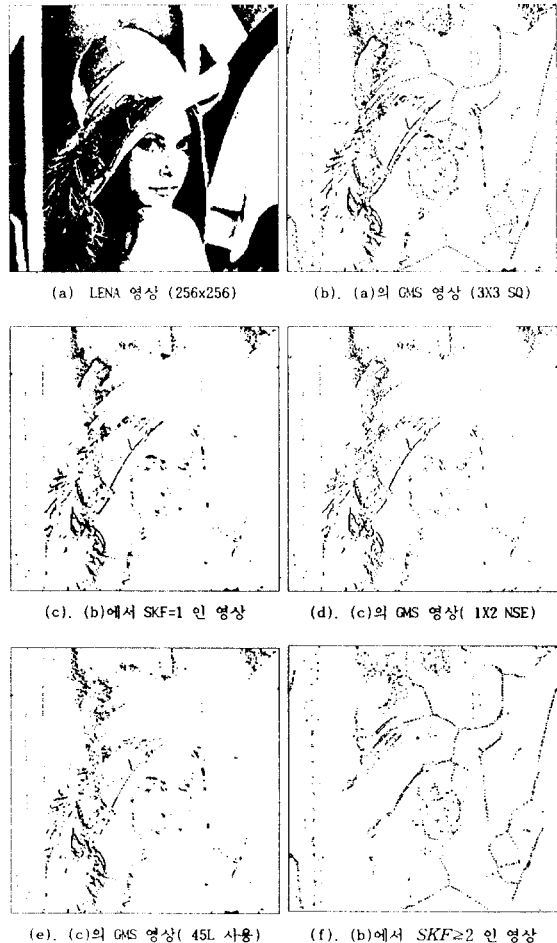 (a) LENA 영상 (256x256)
(b). (a)의 GMS 영상 (3X3 SQ)
(c). (b)에서 SKF=1 인 영상
(d). (c)의 GMS 영상( 1X2 NSE)
(e). (c)의 GMS 영상( 45L 사용)
(f). (b)에서 SKF≥2 인 영상